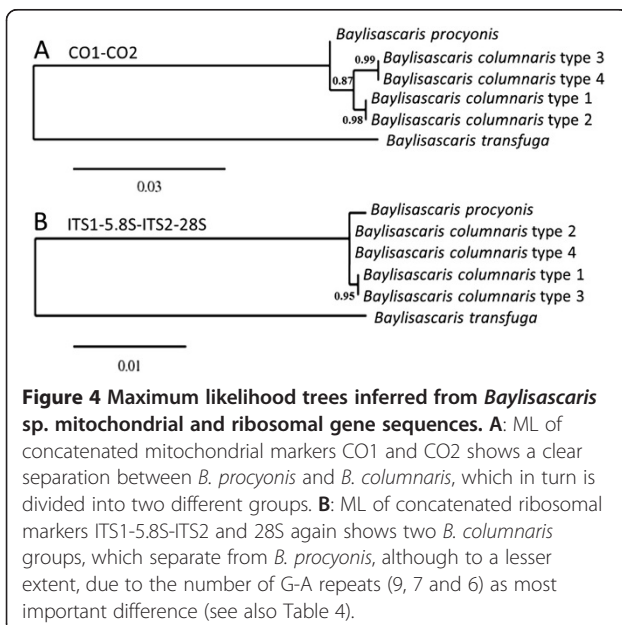 A CO1-CO2
Baylisascaris procyonis
0.99
Baylisascaris columnaris type 3
0.87
Baylisascaris columnaris type 4
Baylisascaris columnaris type 1
0.98
Baylisascaris columnaris type 2
Baylisascaris transfuga
0.03
B ITS1-5.8S-ITS2-28S
Baylisascaris procyonis
Baylisascaris columnaris type 2
Baylisascaris columnaris type 4
Baylisascaris columnaris type 1
0.95
Baylisascaris columnaris type 3
Baylisascaris transfuga
0.01
Figure 4 Maximum likelihood trees inferred from Baylisascaris
sp. mitochondrial and ribosomal gene sequences. A: ML of
concatenated mitochondrial markers CO1 and CO2 shows a clear
separation between B. procyonis and B. columnaris, which in turn is
divided into two different groups. B: ML of concatenated ribosomal
markers ITS1-5.8S-ITS2 and 28S again shows two B. columnaris
groups, which separate from B. procyonis, although to a lesser
extent, due to the number of G-A repeats (9, 7 and 6) as most
important difference (see also Table 4).